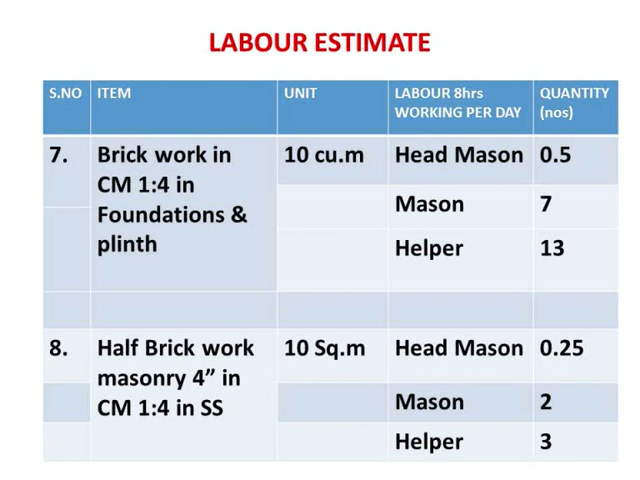 LABOUR ESTIMATE
S.NO ITEM UNIT LABOUR 8hrs WORKING PER DAY QUANTITY (nos)
7. Brick work in 10 cu.m Head Mason 0.5
CM 1:4 in
Foundations & Mason 7
plinth Helper 13
8. Half Brick work 10 Sq.m Head Mason 0.25
masonry 4” in
CM 1:4 in SS Mason 2
Helper 3